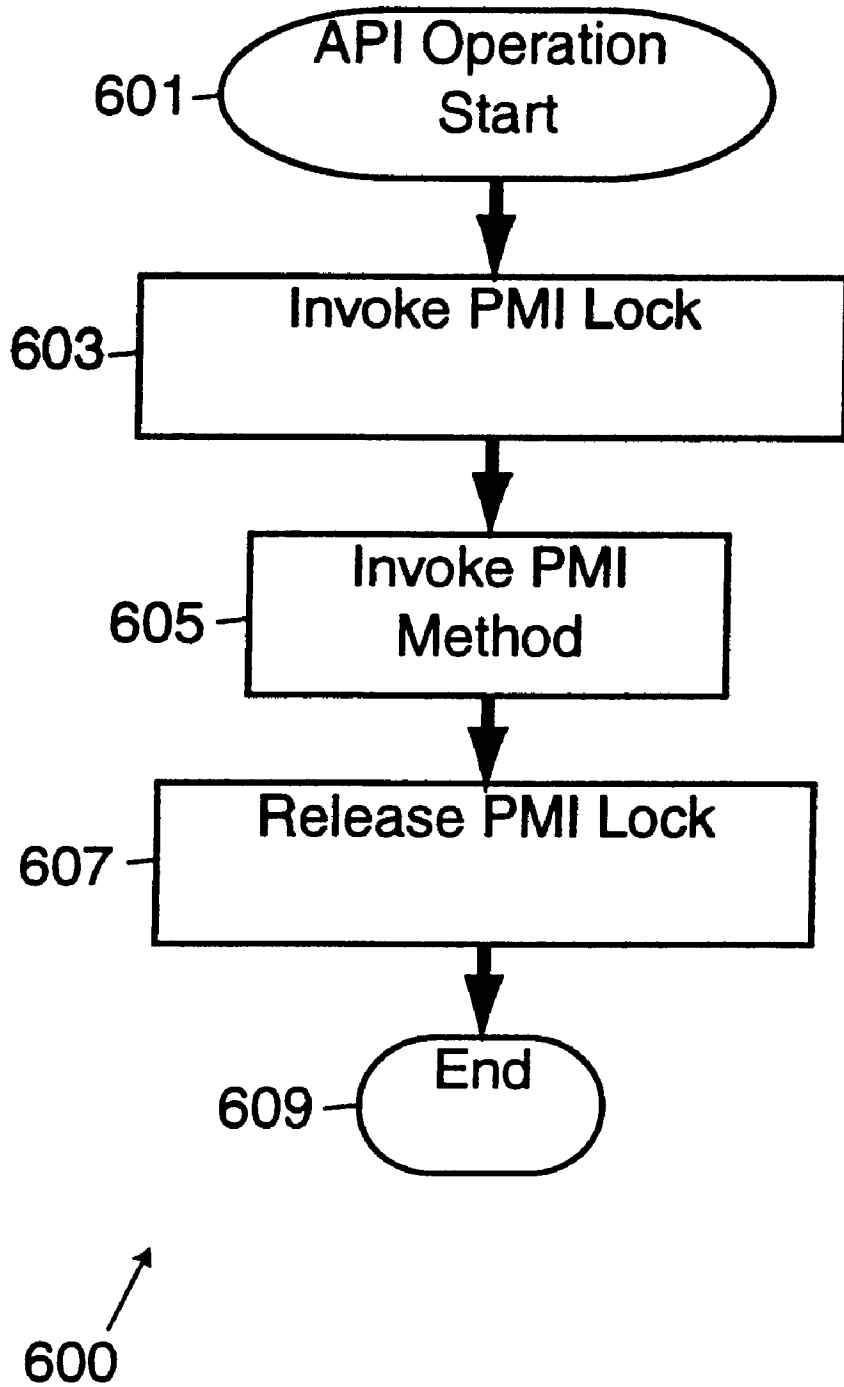 API Operation
Start
601
Invoke PMI Lock
603
Invoke PMI
Method
605
Release PMI Lock
607
End
609
600